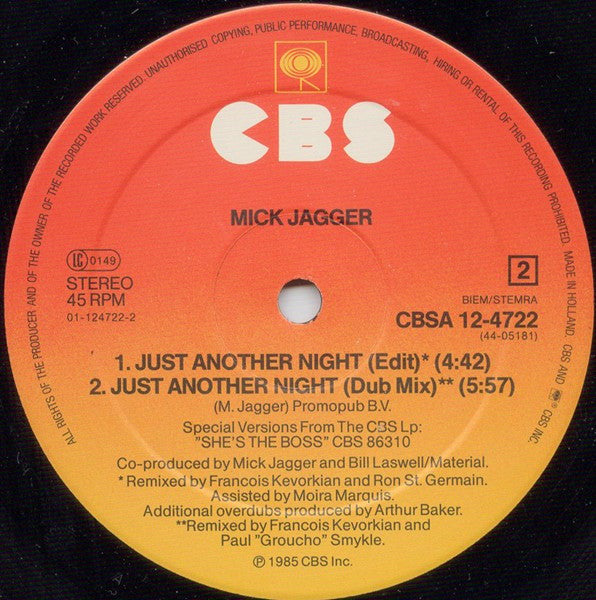 ALL RIGHTS OF THE PRODUCER AND OF THE OWNER OF THE RECORDED WORK RESERVED. UNAUTHORISED COPYING, PUBLIC PERFORMANCE, BROADCASTING, HIRING OR RENTAL OF THIS RECORDING PROHIBITED. MADE IN HOLLAND. CBS AND ARE ® CBS INC.
CBS
MICK JAGGER
LC 0149
STEREO
45 RPM
01-124722-2
2
BIEM/STEMRA
CBSA 12-4722
(44-05181)
1. JUST ANOTHER NIGHT (Edit)* (4:42)
2. JUST ANOTHER NIGHT (Dub Mix)** (5:57)
(M. Jagger) Promopub B.V.
Special Versions From The CBS Lp:
"SHE'S THE BOSS" CBS 86310
Co-produced by Mick Jagger and Bill Laswell/Material.
*Remixed by Francois Kevorkian and Ron St. Germain.
Assisted by Moira Marquis.
Additional overdubs produced by Arthur Baker.
**Remixed by Francois Kevorkian and
Paul "Groucho" Smykle.
℗ 1985 CBS Inc.